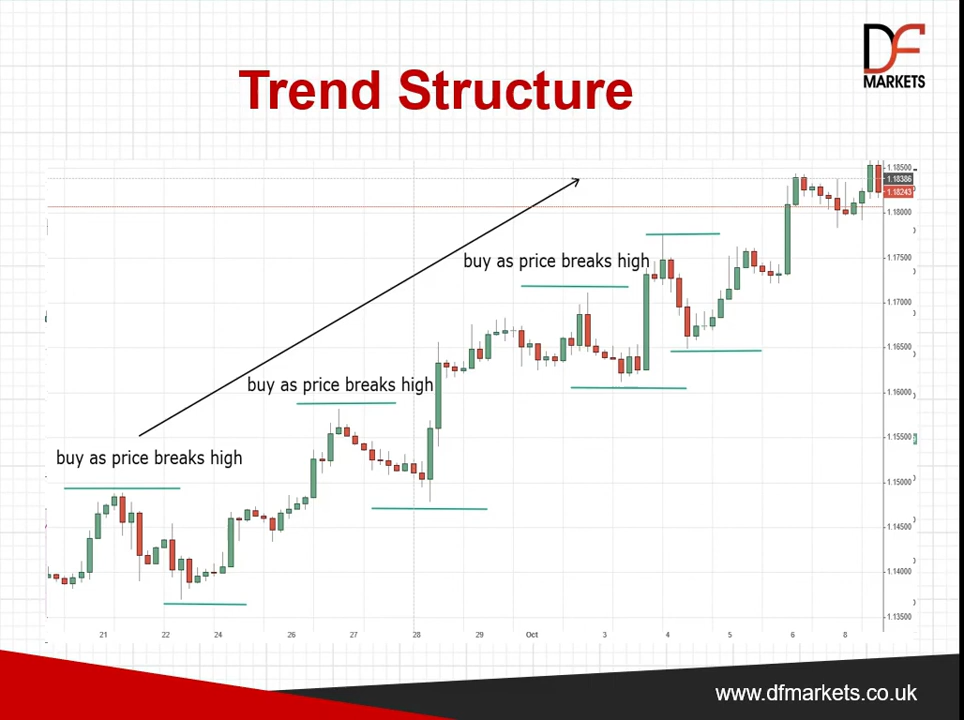 DF
MARKETS
Trend Structure
1.18500
1.18386
1.18243
1.18000
buy as price breaks high
1.17500
1.17000
1.16500
buy as price breaks high
1.16000
1.15500
buy as price breaks high
1.15000
1.14500
1.14000
1.13500
21 22 24 26 27 28 29 Oct 3 4 5 6 8
www.dfmarkets.co.uk